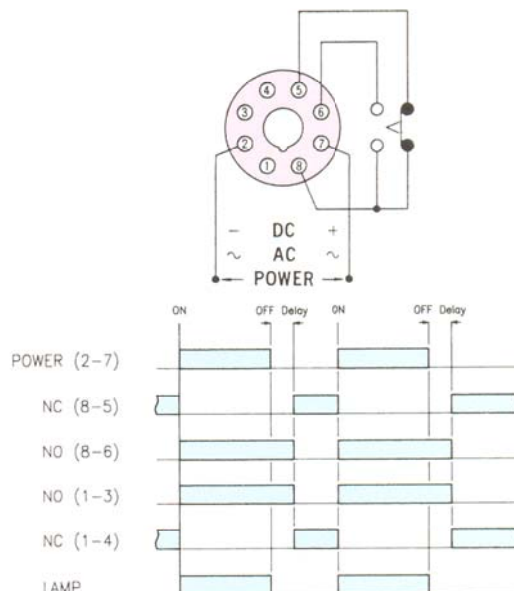 4 5
3 6
2 7
1 8
− DC +
~ AC ~
POWER
ON OFF Delay ON OFF Delay
POWER (2-7)
NC (8-5)
NO (8-6)
NO (1-3)
NC (1-4)
LAMP